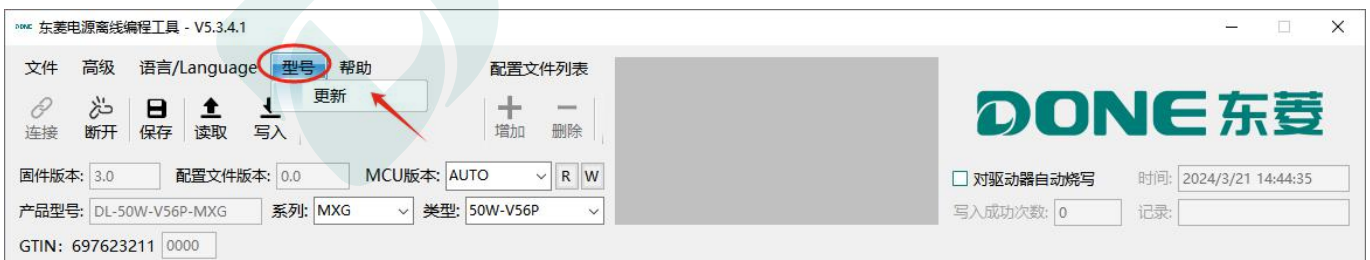 DONE 东菱电源离线编程工具 - V5.3.4.1
文件 高级 语言/Language 型号 帮助 配置文件列表
更新
连接 断开 保存 读取 写入 增加 删除
DONE 东菱
固件版本: 3.0 配置文件版本: 0.0 MCU版本: AUTO R W 对驱动器自动烧写 时间: 2024/3/21 14:44:35
产品型号: DL-50W-V56P-MXG 系列: MXG 类型: 50W-V56P 写入成功次数: 0 记录:
GTIN: 697623211 0000